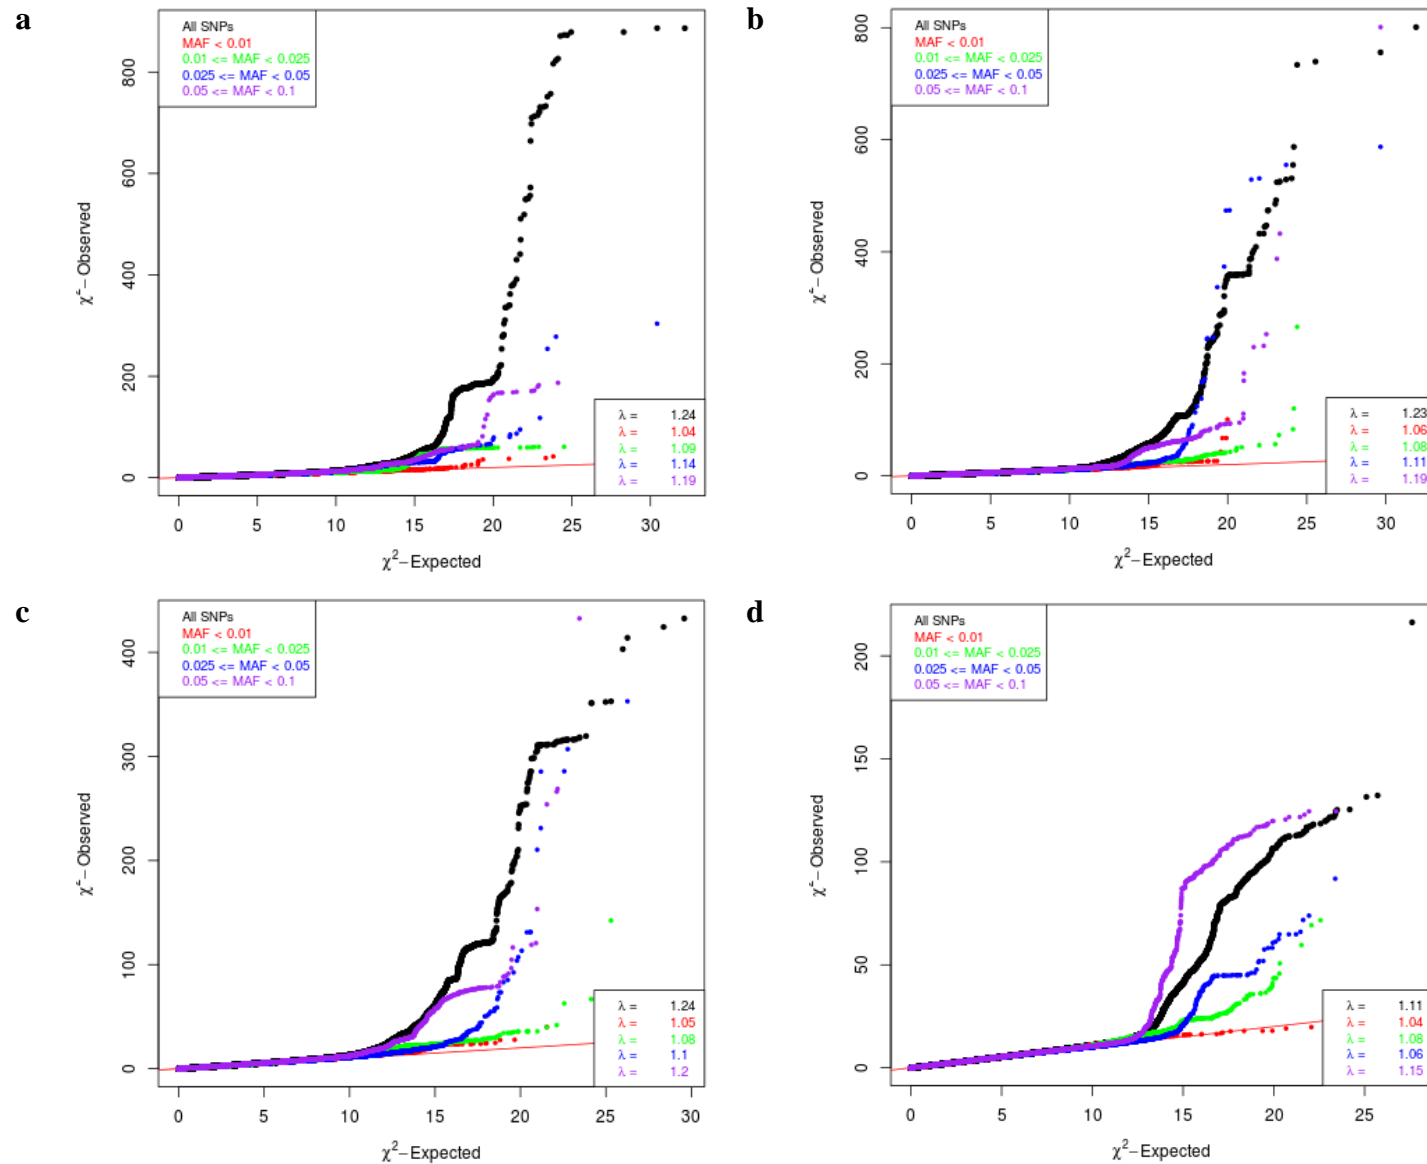 a
All SNPs
MAF < 0.01
0.01 <= MAF < 0.025
0.025 <= MAF < 0.05
0.05 <= MAF < 0.1
χ²−Observed
0 200 400 600 800
λ = 1.24
λ = 1.04
λ = 1.09
λ = 1.14
λ = 1.19
0 5 10 15 20 25 30
χ²−Expected
b
All SNPs
MAF < 0.01
0.01 <= MAF < 0.025
0.025 <= MAF < 0.05
0.05 <= MAF < 0.1
χ²−Observed
0 200 400 600 800
λ = 1.23
λ = 1.06
λ = 1.08
λ = 1.11
λ = 1.19
0 5 10 15 20 25 30
χ²−Expected
c
All SNPs
MAF < 0.01
0.01 <= MAF < 0.025
0.025 <= MAF < 0.05
0.05 <= MAF < 0.1
χ²−Observed
0 100 200 300 400
λ = 1.24
λ = 1.05
λ = 1.08
λ = 1.1
λ = 1.2
0 5 10 15 20 25 30
χ²−Expected
d
All SNPs
MAF < 0.01
0.01 <= MAF < 0.025
0.025 <= MAF < 0.05
0.05 <= MAF < 0.1
χ²−Observed
0 50 100 150 200
λ = 1.11
λ = 1.04
λ = 1.08
λ = 1.06
λ = 1.15
0 5 10 15 20 25
χ²−Expected